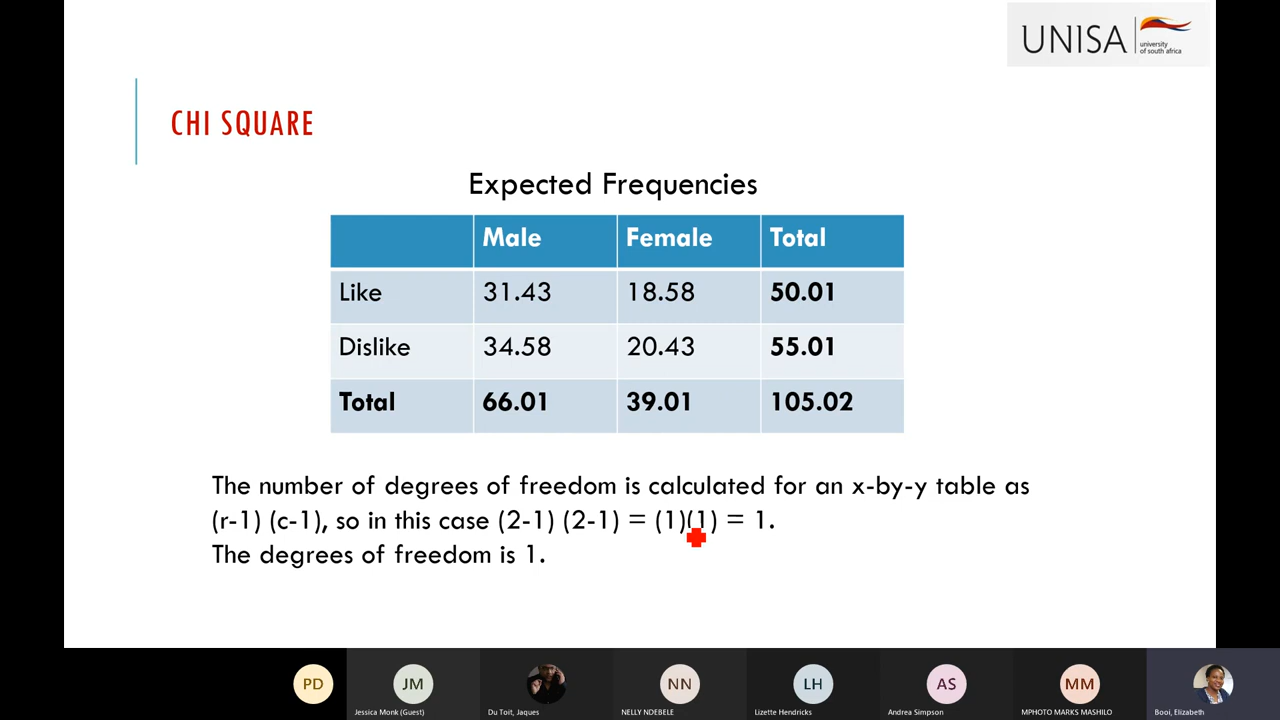 UNISA
university
of south africa
CHI SQUARE
Expected Frequencies
Male Female Total
Like 31.43 18.58 50.01
Dislike 34.58 20.43 55.01
Total 66.01 39.01 105.02
The number of degrees of freedom is calculated for an x-by-y table as
(r-1) (c-1), so in this case (2-1) (2-1) = (1)(1) = 1.
The degrees of freedom is 1.
PD JM NN LH AS MM
Jessica Monk (Guest) Du Toit, Jaques NELLY NDEBELE Lizette Hendricks Andrea Simpson MPHOTO MARKS MASHILO Booi, Elizabeth